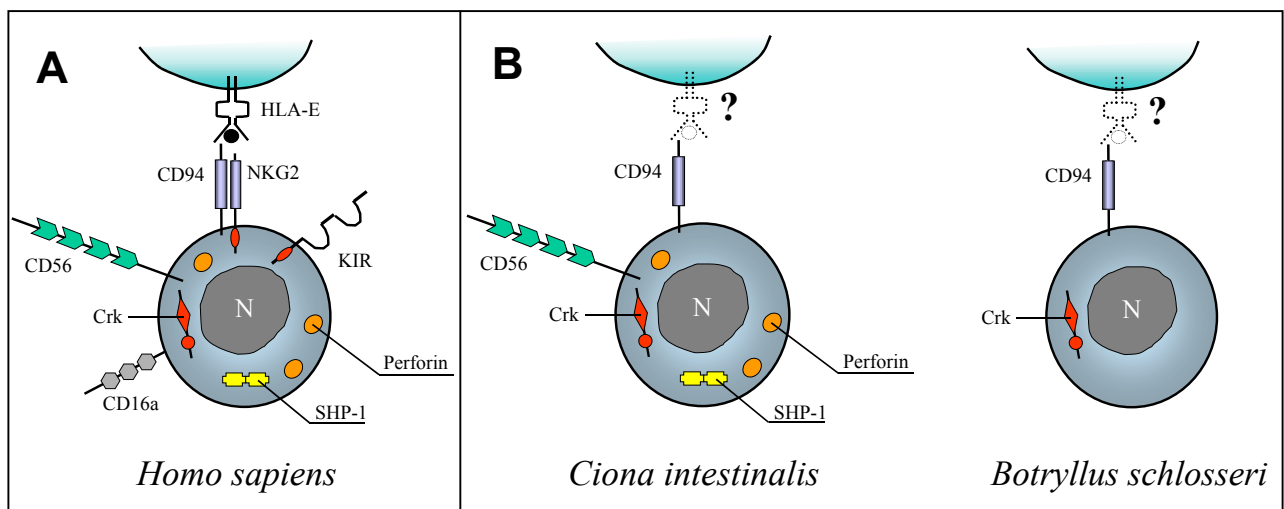 A
HLA-E
CD94
NKG2
CD56
KIR
N
Crk
Perforin
CD16a
SHP-1
Homo sapiens
B
?
CD94
CD56
N
Crk
Perforin
SHP-1
Ciona intestinalis
?
CD94
N
Crk
Botryllus schlosseri